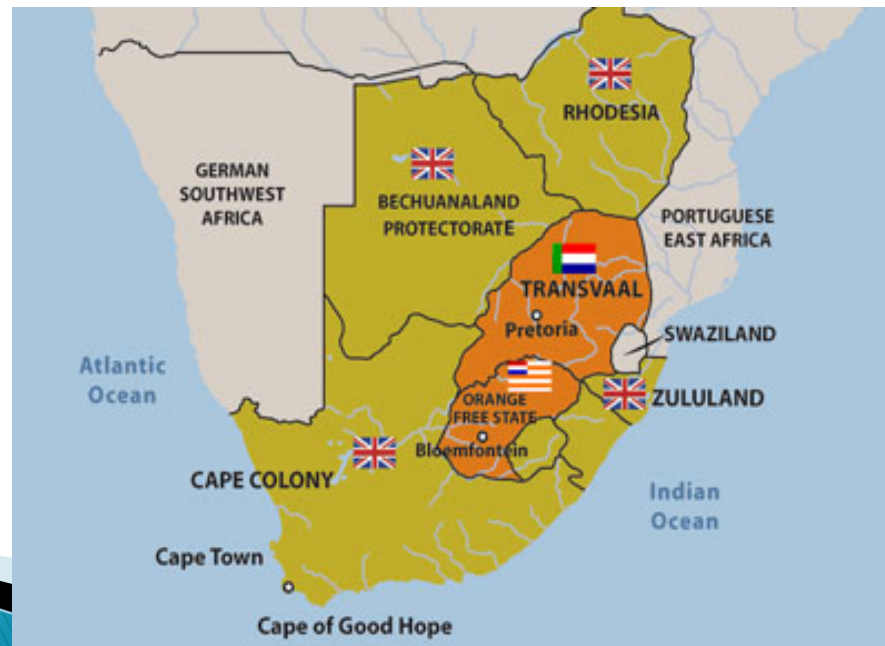 RHODESIA
GERMAN
SOUTHWEST
AFRICA
BECHUANALAND
PROTECTORATE
PORTUGUESE
EAST AFRICA
TRANSVAAL
Pretoria
SWAZILAND
Atlantic
Ocean
ORANGE
FREE STATE
ZULULAND
Bloemfontein
CAPE COLONY
Indian
Ocean
Cape Town
Cape of Good Hope